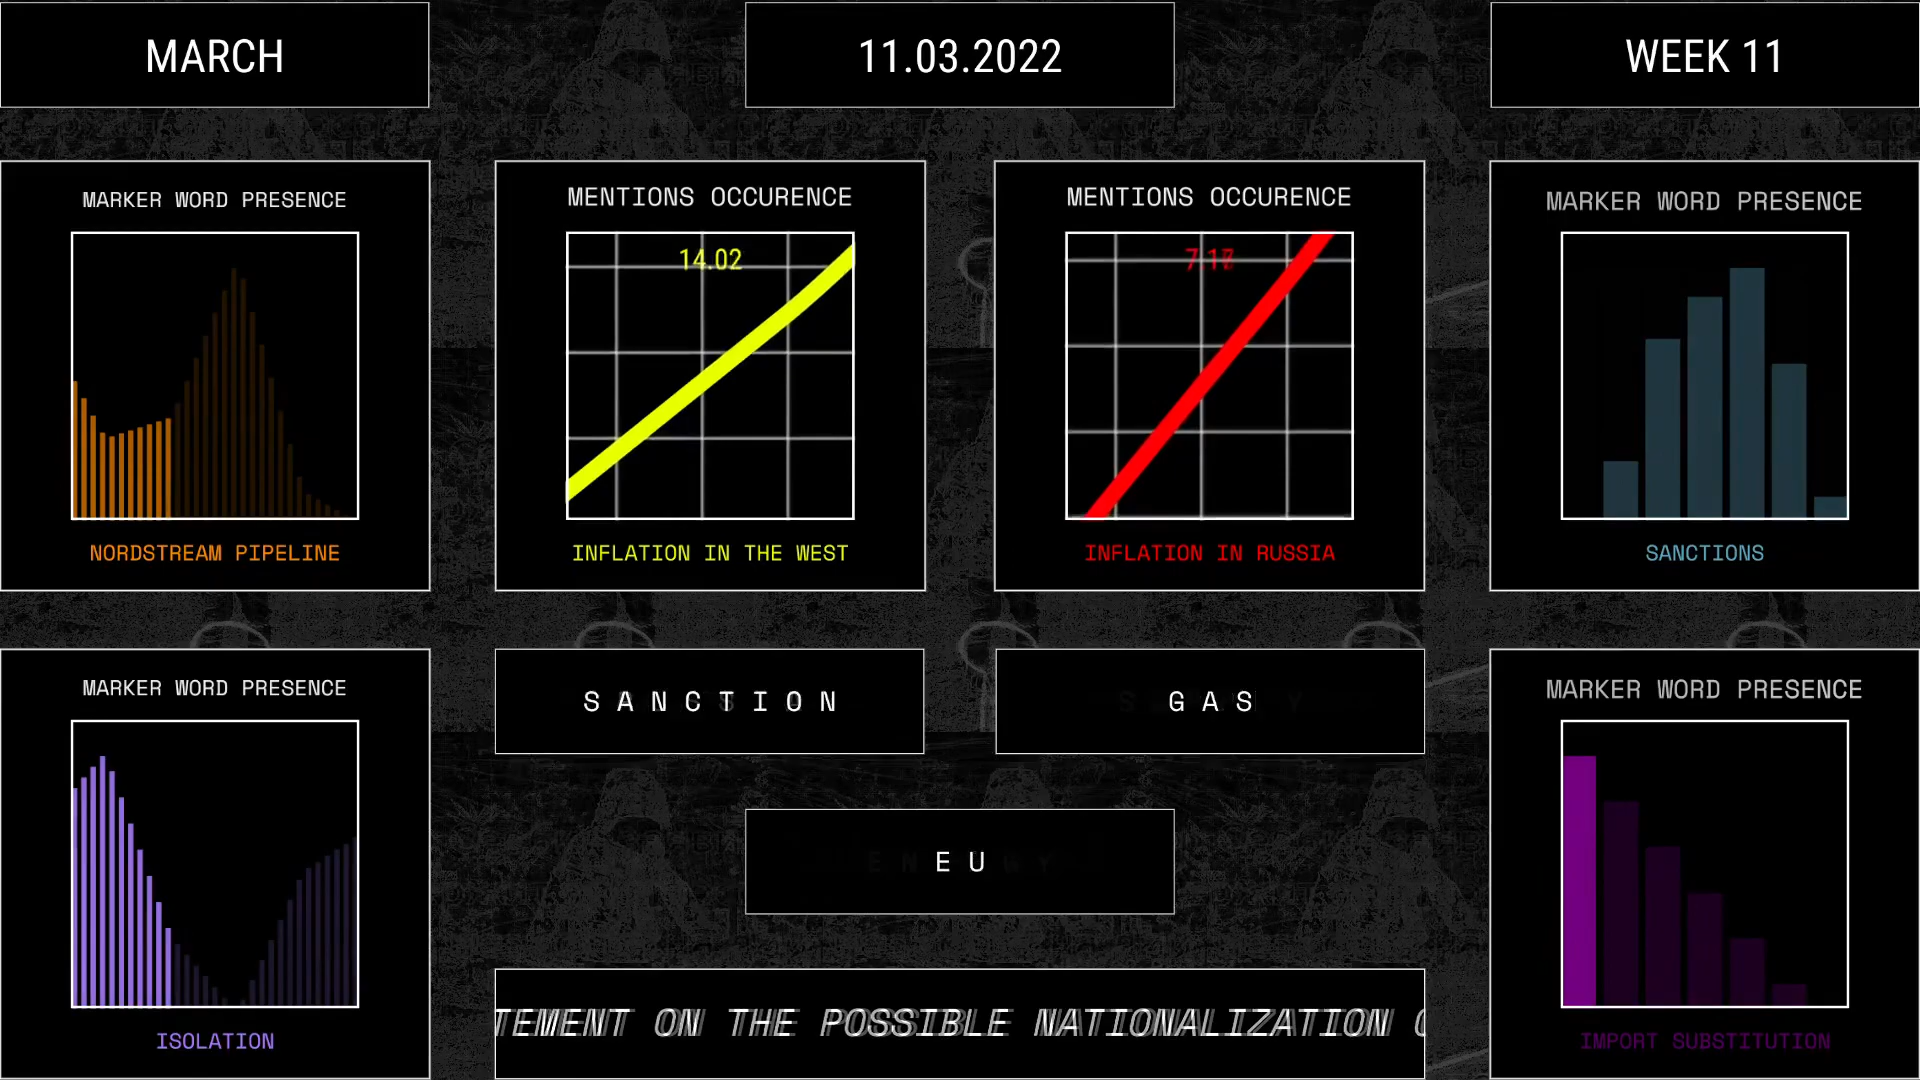 MARCH
11.03.2022
WEEK 11
MARKER WORD PRESENCE
NORDSTREAM PIPELINE
MENTIONS OCCURENCE
14.02
INFLATION IN THE WEST
MENTIONS OCCURENCE
INFLATION IN RUSSIA
MARKER WORD PRESENCE
SANCTIONS
MARKER WORD PRESENCE
ISOLATION
SANCTION
GAS
EU
TEMENT ON THE POSSIBLE NATIONALIZATION
MARKER WORD PRESENCE
IMPORT SUBSTITUTION